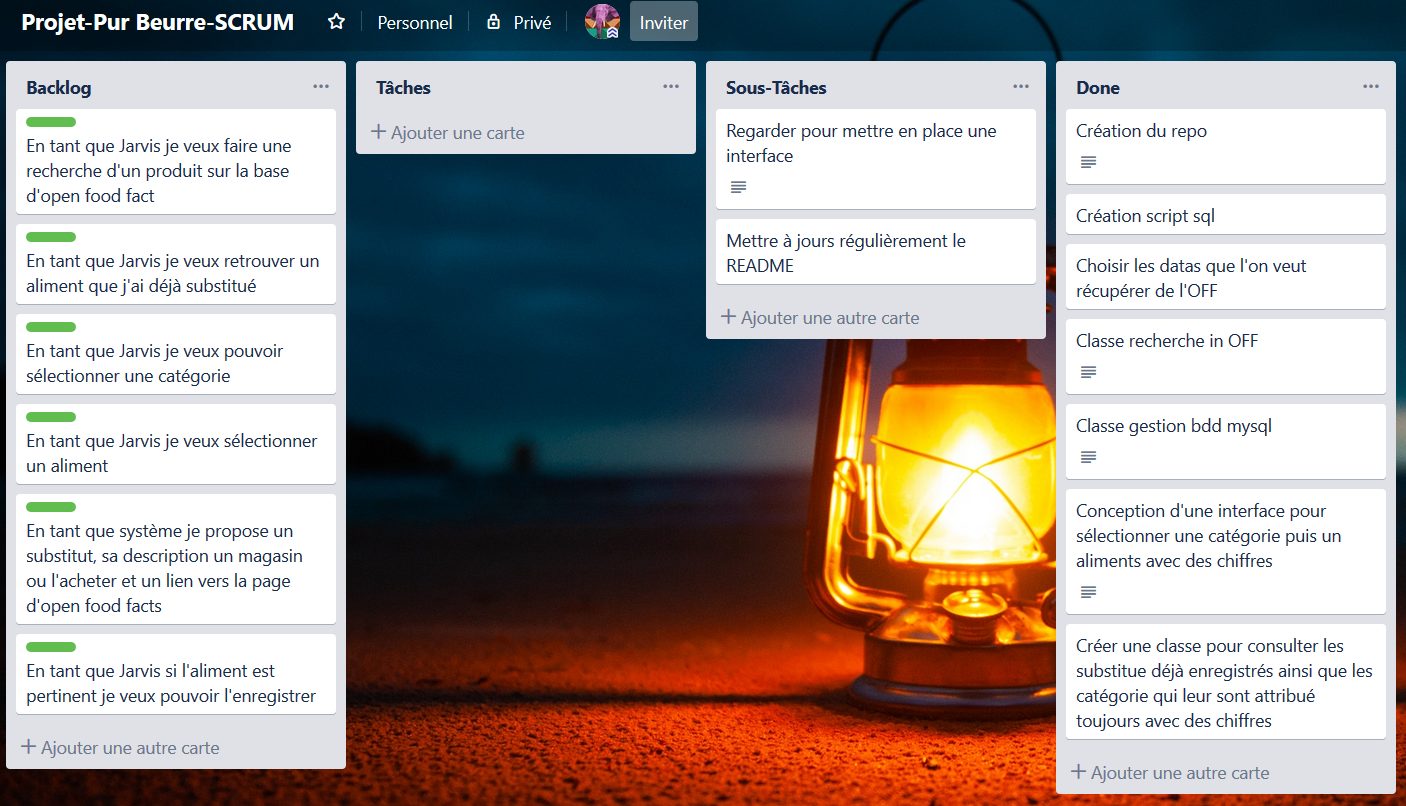 Projet-Pur Beurre-SCRUM
Personnel
Privé
Inviter
Backlog
En tant que Jarvis je veux faire une
recherche d'un produit sur la base
d'open food fact
En tant que Jarvis je veux retrouver un
aliment que j'ai déjà substitué
En tant que Jarvis je veux pouvoir
sélectionner une catégorie
En tant que Jarvis je veux sélectionner
un aliment
En tant que système je propose un
substitut, sa description un magasin
ou l'acheter et un lien vers la page
d'open food facts
En tant que Jarvis si l'aliment est
pertinent je veux pouvoir l'enregistrer
Ajouter une autre carte
Tâches
Ajouter une carte
Sous-Tâches
Regarder pour mettre en place une
interface
Mettre à jours régulièrement le
README
Ajouter une autre carte
Done
Création du repo
Création script sql
Choisir les datas que l'on veut
récupérer de l'OFF
Classe recherche in OFF
Classe gestion bdd mysql
Conception d'une interface pour
sélectionner une catégorie puis un
aliments avec des chiffres
Créer une classe pour consulter les
substitue déjà enregistrés ainsi que les
catégorie qui leur sont attribué
toujours avec des chiffres
Ajouter une autre carte